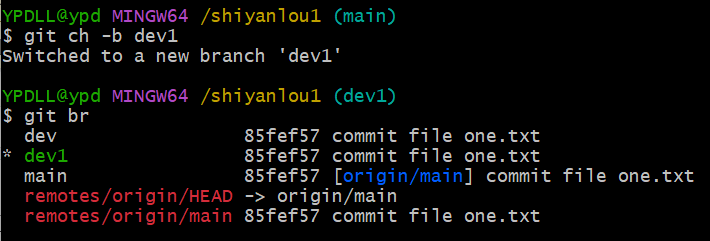 YPDLL@ypd MINGW64 /shiyanlou1 (main)
$ git ch -b dev1
Switched to a new branch 'dev1'
YPDLL@ypd MINGW64 /shiyanlou1 (dev1)
$ git br
dev 85fef57 commit file one.txt
* dev1 85fef57 commit file one.txt
main 85fef57 [origin/main] commit file one.txt
remotes/origin/HEAD -> origin/main
remotes/origin/main 85fef57 commit file one.txt